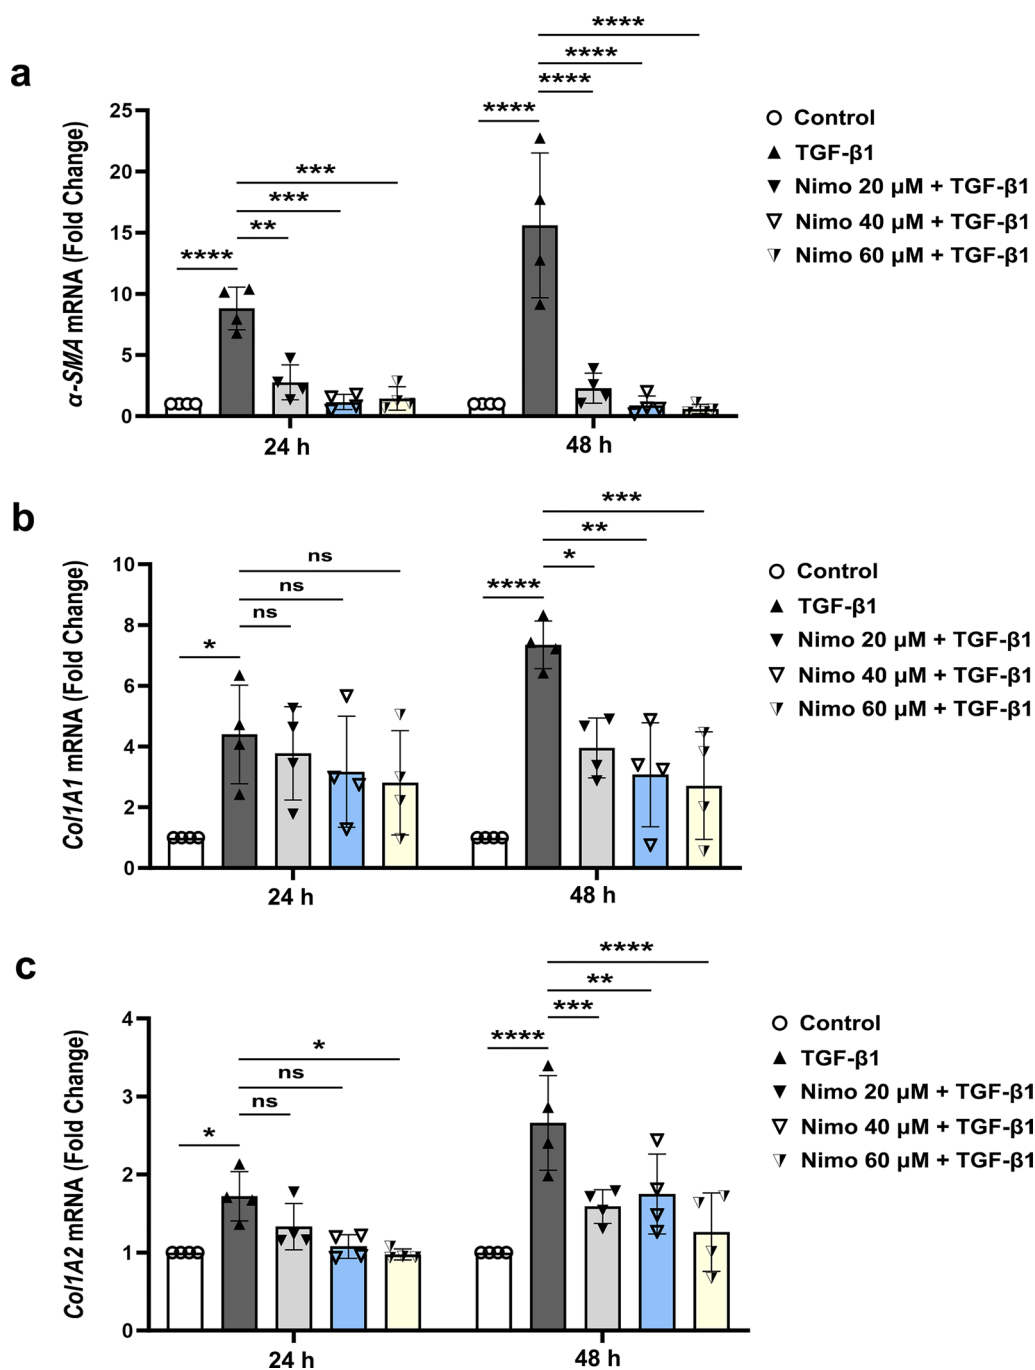 a
α-SMA mRNA (Fold Change)
25
20
15
10
5
0
****
**
***
***
****
****
****
****
24 h
48 h
Control
TGF-β1
Nimo 20 µM + TGF-β1
Nimo 40 µM + TGF-β1
Nimo 60 µM + TGF-β1
b
Col1A1 mRNA (Fold Change)
10
8
6
4
2
0
*
ns
ns
ns
****
*
**
***
24 h
48 h
Control
TGF-β1
Nimo 20 µM + TGF-β1
Nimo 40 µM + TGF-β1
Nimo 60 µM + TGF-β1
c
Col1A2 mRNA (Fold Change)
4
3
2
1
0
*
ns
ns
*
****
***
**
****
24 h
48 h
Control
TGF-β1
Nimo 20 µM + TGF-β1
Nimo 40 µM + TGF-β1
Nimo 60 µM + TGF-β1